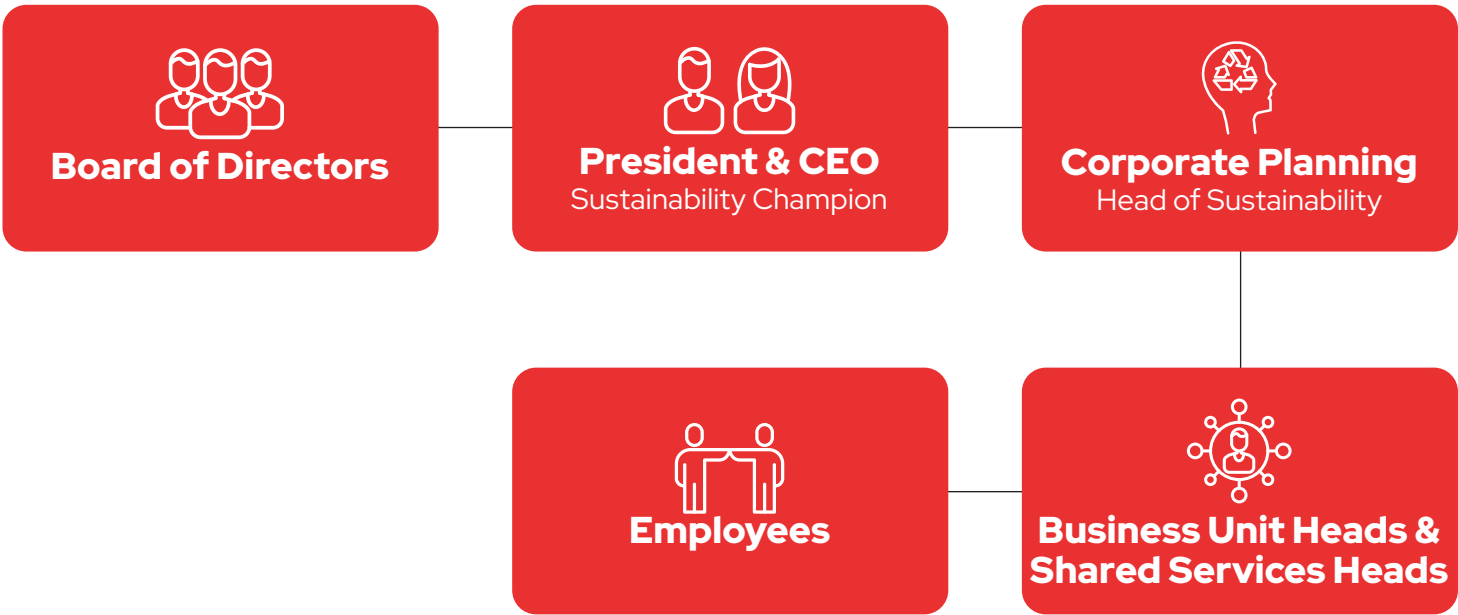 Board of Directors
President & CEO
Sustainability Champion
Corporate Planning
Head of Sustainability
Employees
Business Unit Heads &
Shared Services Heads